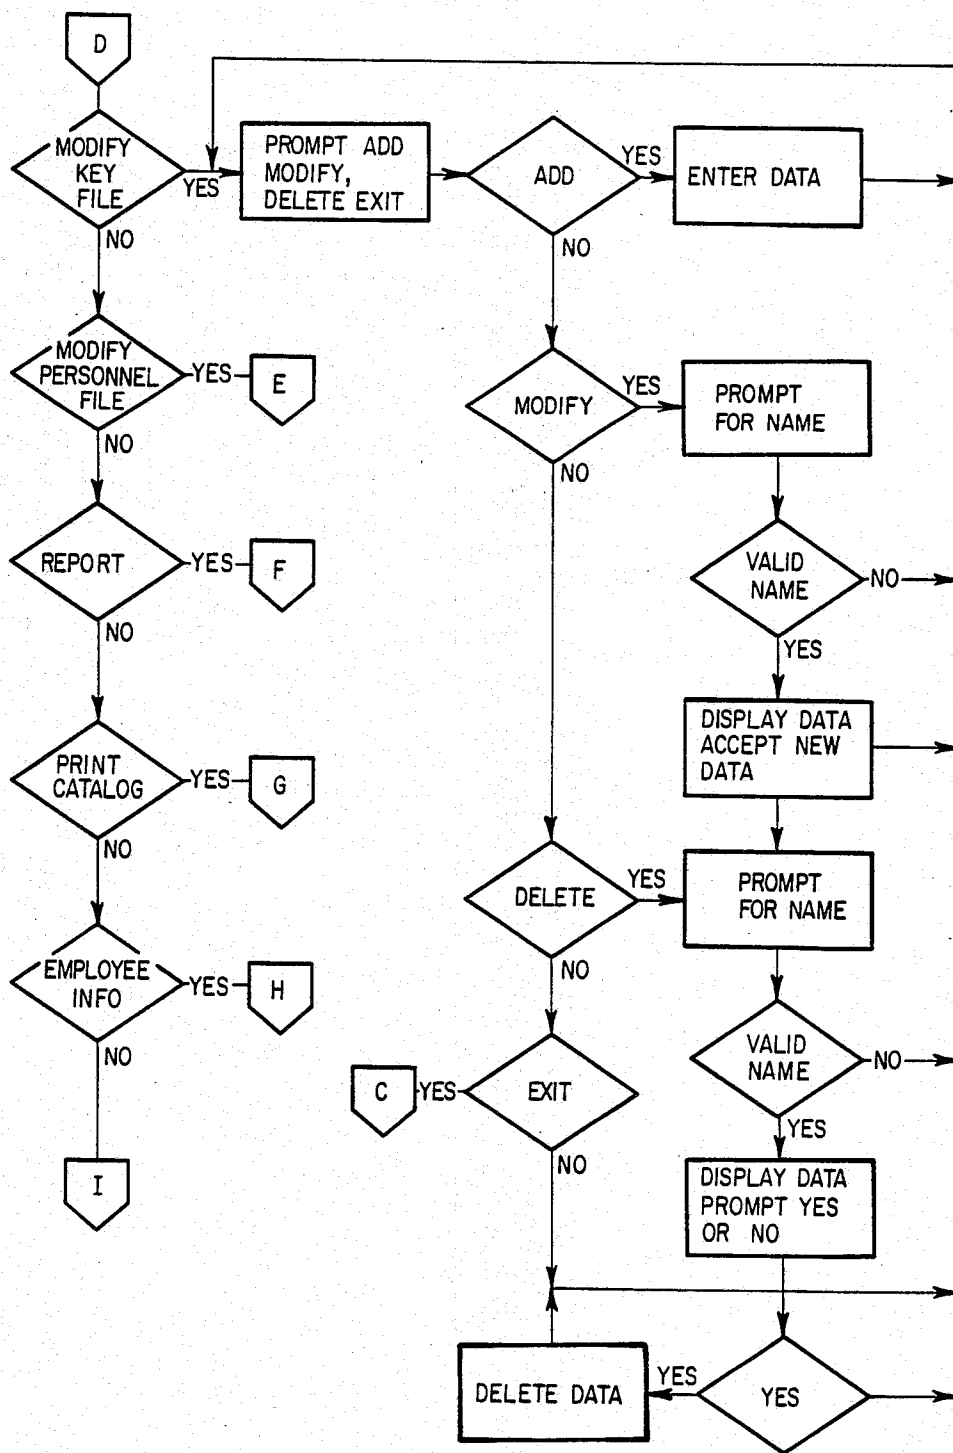 D
MODIFY
KEY
FILE
YES
NO
PROMPT ADD
MODIFY,
DELETE EXIT
ADD
YES
NO
ENTER DATA
MODIFY
PERSONNEL
FILE
YES
NO
E
MODIFY
YES
NO
PROMPT
FOR NAME
REPORT
YES
NO
F
VALID
NAME
NO
YES
DISPLAY DATA
ACCEPT NEW
DATA
PRINT
CATALOG
YES
NO
G
DELETE
YES
NO
PROMPT
FOR NAME
EMPLOYEE
INFO
YES
NO
H
VALID
NAME
NO
YES
C
YES
EXIT
NO
I
DISPLAY DATA
PROMPT YES
OR NO
DELETE DATA
YES
YES